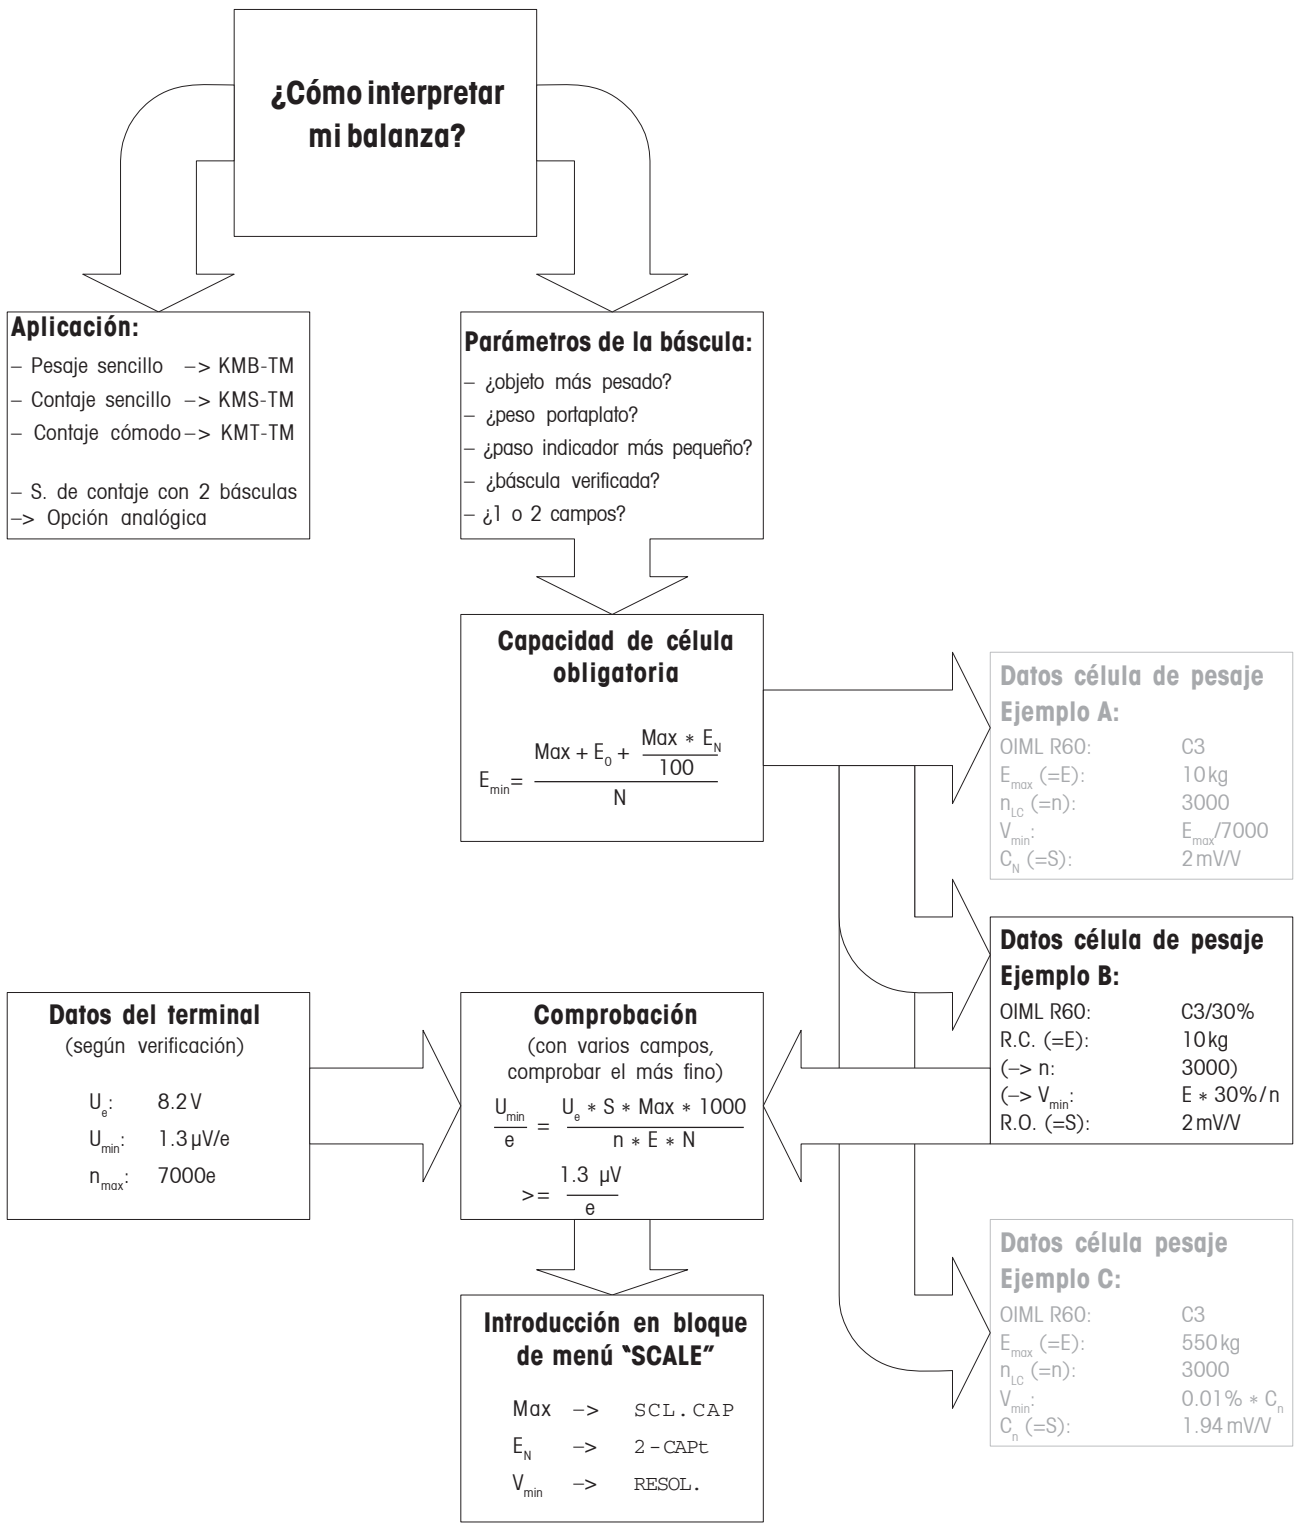 ¿Cómo interpretar
mi balanza?
Aplicación:
– Pesaje sencillo –> KMB-TM
– Contaje sencillo –> KMS-TM
– Contaje cómodo –> KMT-TM
– S. de contaje con 2 básculas
–> Opción analógica
Parámetros de la báscula:
– ¿objeto más pesado?
– ¿peso portaplato?
– ¿paso indicador más pequeño?
– ¿báscula verificada?
– ¿1 o 2 campos?
Capacidad de célula
obligatoria
Max * E_N
Max + E_0 +
100
E_min=
N
Datos célula de pesaje
Ejemplo A:
OIML R60: C3
E_max (=E): 10 kg
n_LC (=n): 3000
V_min: E_max/7000
C_N (=S): 2 mV/V
Datos célula de pesaje
Ejemplo B:
OIML R60: C3/30%
R.C. (=E): 10 kg
(–> n: 3000)
(–> V_min: E * 30%/n
R.O. (=S): 2 mV/V
Datos del terminal
(según verificación)
U_e: 8.2 V
U_min: 1.3 µV/e
n_max: 7000e
Comprobación
(con varios campos,
comprobar el más fino)
U_min U_e * S * Max * 1000
=
e n * E * N
1.3 µV
>=
e
Datos célula pesaje
Ejemplo C:
OIML R60: C3
E_max (=E): 550 kg
n_LC (=n): 3000
V_min: 0.01% * C_n
C_n (=S): 1.94 mV/V
Introducción en bloque
de menú “SCALE”
Max –> SCL.CAP
E_N –> 2-CAPt
V_min –> RESOL.